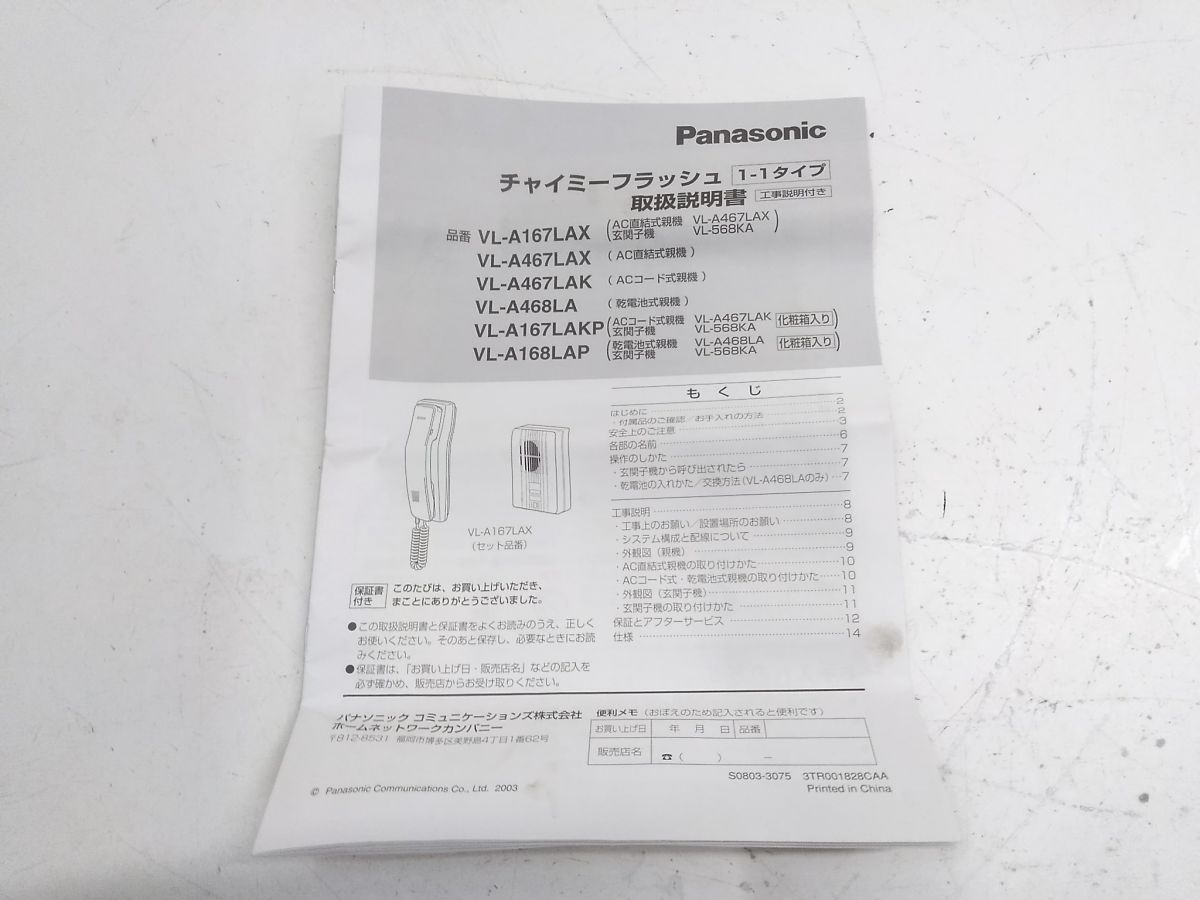 Panasonic
チャイミーフラッシュ 1-1タイプ
取扱説明書 工事説明付き
品番 VL-A167LAX (AC直結式親機 VL-A467LAX
玄関子機 VL-568KA)
VL-A467LAX (AC直結式親機)
VL-A467LAK (ACコード式親機)
VL-A468LA (乾電池式親機)
VL-A167LAKP (ACコード式親機 VL-A467LAK
玄関子機 VL-568KA 化粧箱入り)
VL-A168LAP (乾電池式親機 VL-A468LA
玄関子機 VL-568KA 化粧箱入り)
VL-A167LAX
(セット品番)
保証書付き
このたびは、お買い上げいただき、
まことにありがとうございました。
●この取扱説明書と保証書をよくお読みのうえ、正しく
お使いください。そのあと保存し、必要なときにお読
みください。
●保証書は、「お買い上げ日・販売店名」などの記入を
必ず確かめ、販売店からお受け取りください。
もくじ
はじめに 2
・付属品のご確認/お手入れの方法 2
安全上のご注意 3
各部の名前 6
操作のしかた 7
・玄関子機から呼び出されたら 7
・乾電池の入れかた/交換方法(VL-A468LAのみ) 7
工事説明 8
・工事上のお願い/設置場所のお願い 8
・システム構成と配線について 9
・外観図(親機) 9
・AC直結式親機の取り付けかた 10
・ACコード式・乾電池式親機の取り付けかた 10
・外観図(玄関子機) 11
・玄関子機の取り付けかた 11
保証とアフターサービス 12
仕様 14
パナソニック コミュニケーションズ株式会社
ホームネットワークカンパニー
〒812-8531 福岡市博多区美野島4丁目1番62号
便利メモ(おぼえのため記入されると便利です)
お買い上げ日 年 月 日 品番
販売店名 ☎( ) −
S0803-3075 3TR001828CAA
Printed in China
© Panasonic Communications Co., Ltd. 2003